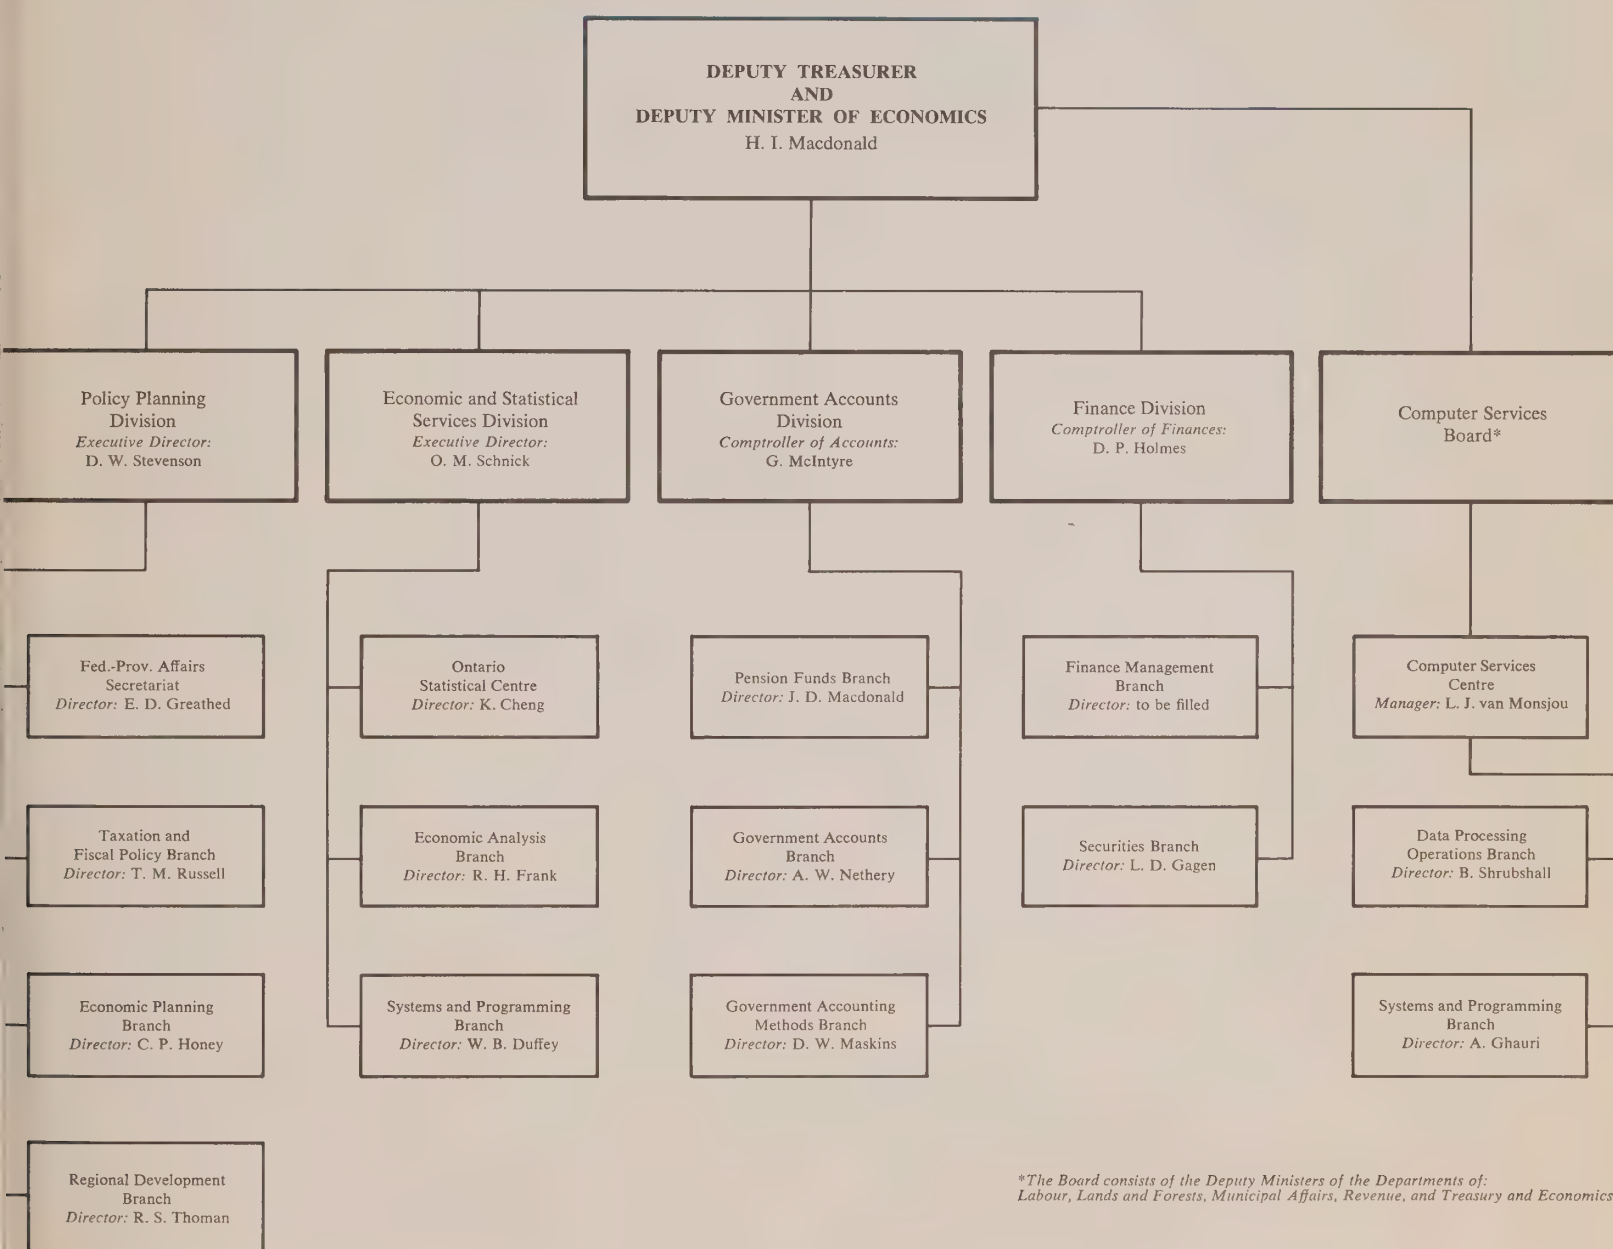 DEPUTY TREASURER
AND
DEPUTY MINISTER OF ECONOMICS
H. I. Macdonald
Policy Planning
Division
Executive Director:
D. W. Stevenson
Economic and Statistical
Services Division
Executive Director:
O. M. Schnick
Government Accounts
Division
Comptroller of Accounts:
G. McIntyre
Finance Division
Comptroller of Finances:
D. P. Holmes
Computer Services
Board*
Fed.-Prov. Affairs
Secretariat
Director: E. D. Greathed
Ontario
Statistical Centre
Director: K. Cheng
Pension Funds Branch
Director: J. D. Macdonald
Finance Management
Branch
Director: to be filled
Computer Services
Centre
Manager: L. J. van Monsjou
Taxation and
Fiscal Policy Branch
Director: T. M. Russell
Economic Analysis
Branch
Director: R. H. Frank
Government Accounts
Branch
Director: A. W. Nethery
Securities Branch
Director: L. D. Gagen
Data Processing
Operations Branch
Director: B. Shrubshall
Economic Planning
Branch
Director: C. P. Honey
Systems and Programming
Branch
Director: W. B. Duffey
Government Accounting
Methods Branch
Director: D. W. Maskins
Systems and Programming
Branch
Director: A. Ghauri
Regional Development
Branch
Director: R. S. Thoman
*The Board consists of the Deputy Ministers of the Departments of:
Labour, Lands and Forests, Municipal Affairs, Revenue, and Treasury and Economics